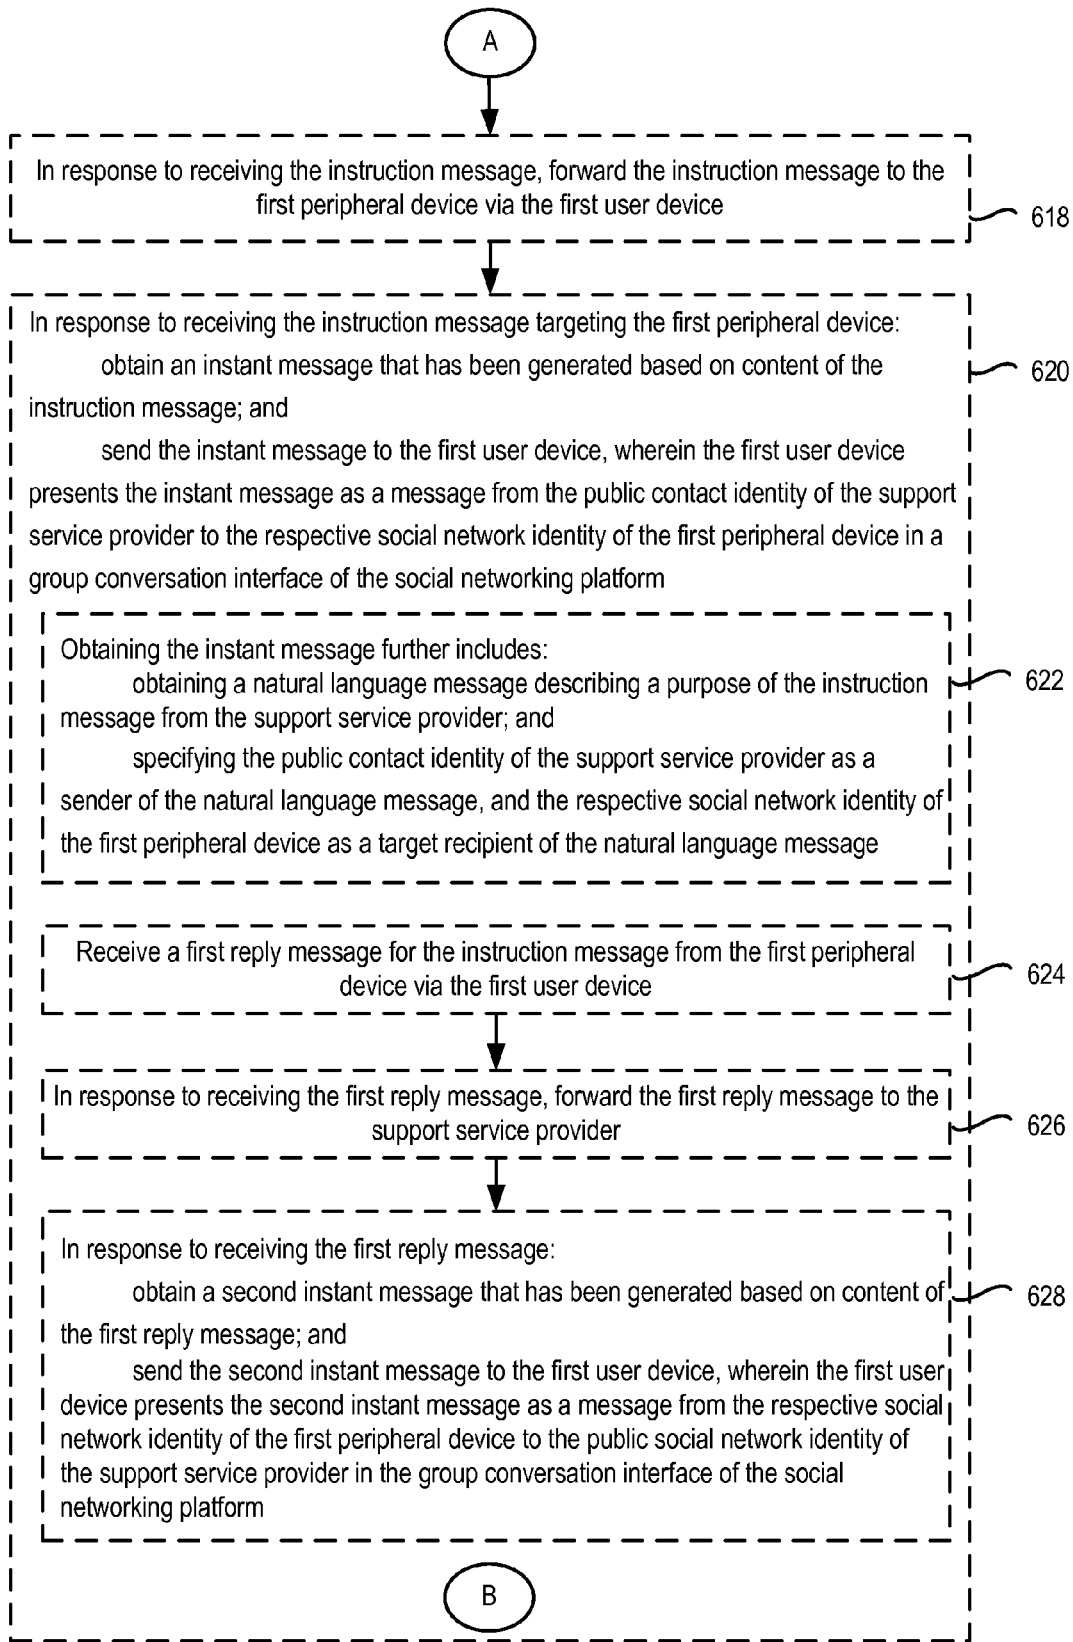 A
In response to receiving the instruction message, forward the instruction message to the
first peripheral device via the first user device
618
In response to receiving the instruction message targeting the first peripheral device:
obtain an instant message that has been generated based on content of the
620
instruction message; and
send the instant message to the first user device, wherein the first user device
presents the instant message as a message from the public contact identity of the support
service provider to the respective social network identity of the first peripheral device in a
group conversation interface of the social networking platform
Obtaining the instant message further includes:
obtaining a natural language message describing a purpose of the instruction
622
message from the support service provider; and
specifying the public contact identity of the support service provider as a
sender of the natural language message, and the respective social network identity of
the first peripheral device as a target recipient of the natural language message
Receive a first reply message for the instruction message from the first peripheral
device via the first user device
624
In response to receiving the first reply message, forward the first reply message to the
support service provider
626
In response to receiving the first reply message:
obtain a second instant message that has been generated based on content of
628
the first reply message; and
send the second instant message to the first user device, wherein the first user
device presents the second instant message as a message from the respective social
network identity of the first peripheral device to the public social network identity of
the support service provider in the group conversation interface of the social
networking platform
B